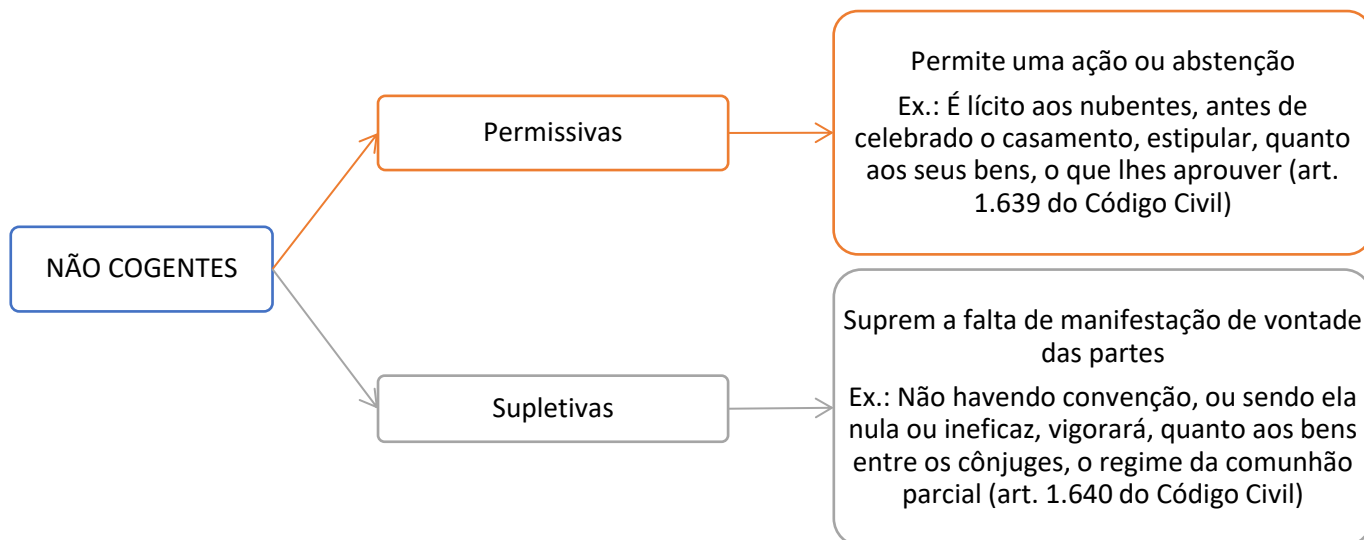 NÃO COGENTES
Permissivas
Permite uma ação ou abstenção
Ex.: É lícito aos nubentes, antes de
celebrado o casamento, estipular, quanto
aos seus bens, o que lhes aprouver (art.
1.639 do Código Civil)
Supletivas
Suprem a falta de manifestação de vontade
das partes
Ex.: Não havendo convenção, ou sendo ela
nula ou ineficaz, vigorará, quanto aos bens
entre os cônjuges, o regime da comunhão
parcial (art. 1.640 do Código Civil)